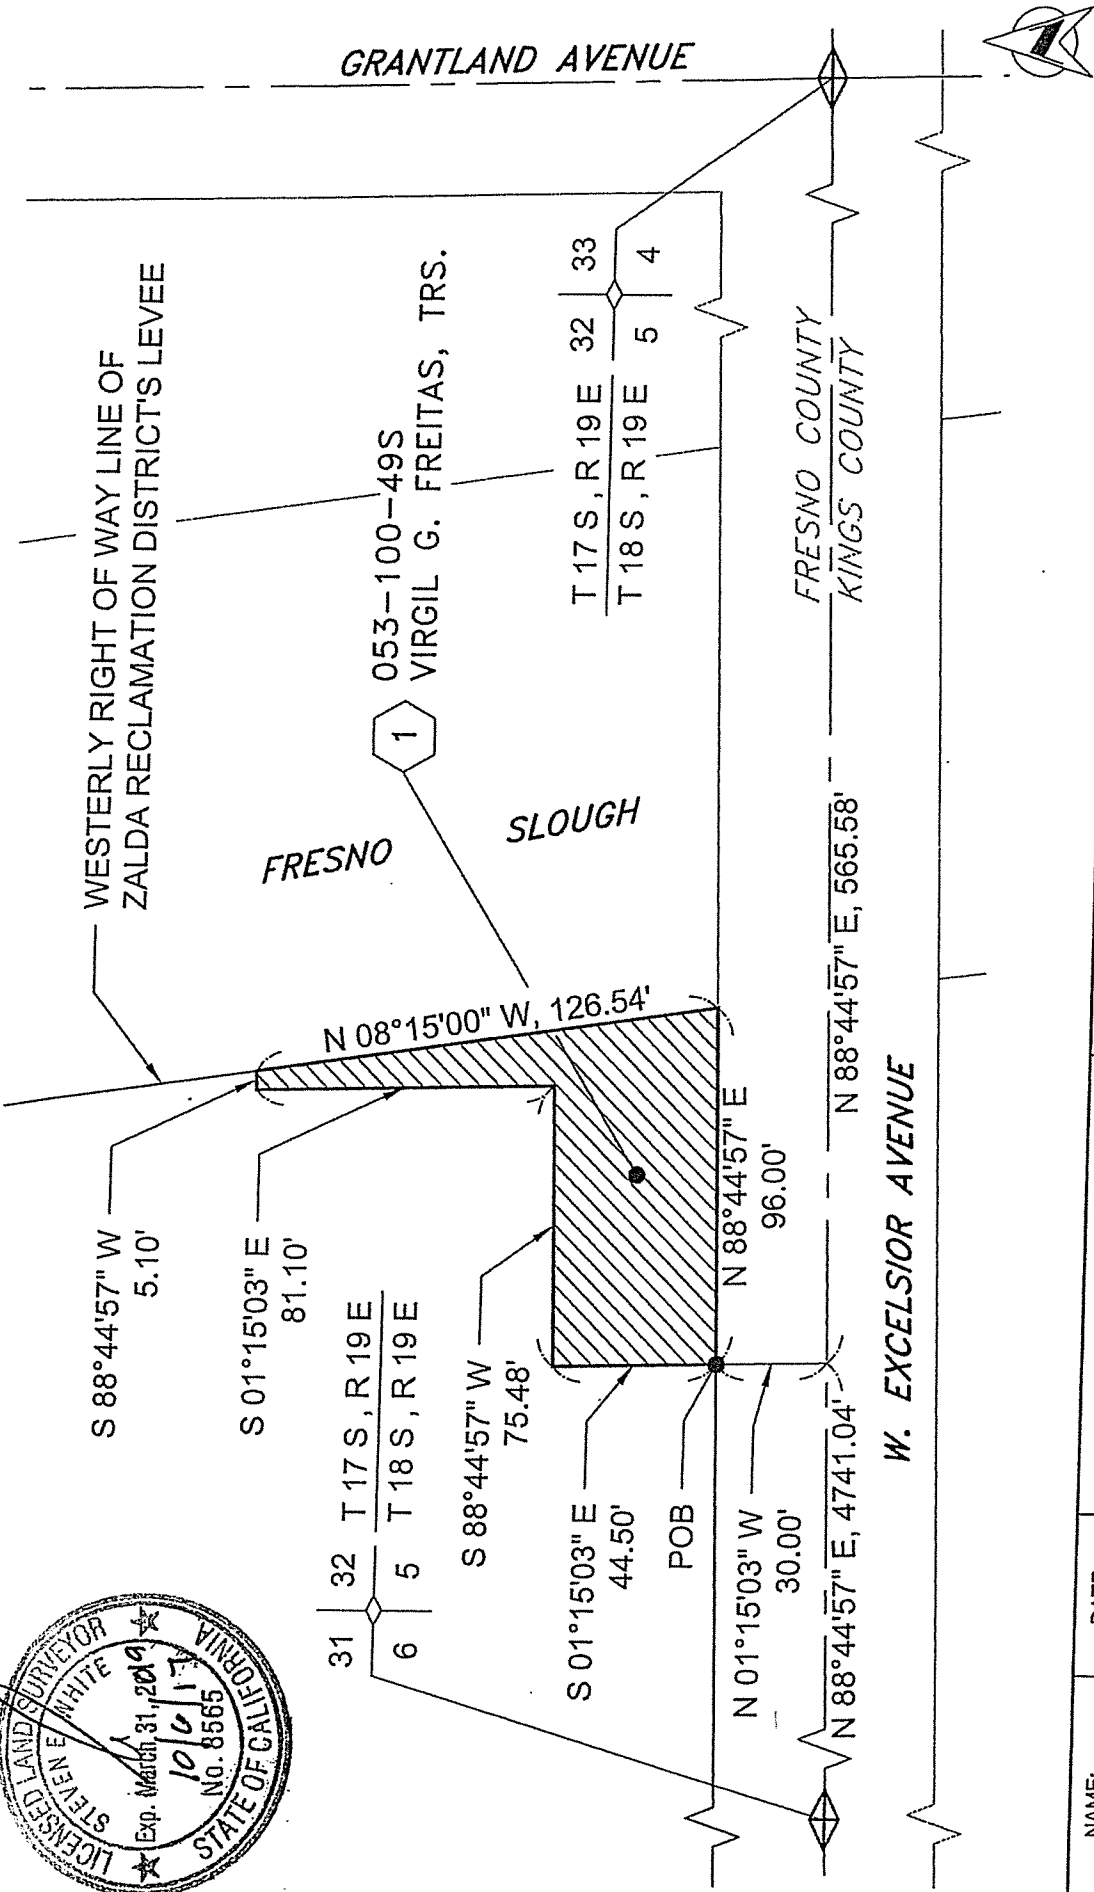 GRANTLAND AVENUE
WESTERLY RIGHT OF WAY LINE OF
ZALDA RECLAMATION DISTRICT'S LEVEE
1
053-100-49S
VIRGIL G. FREITAS, TRS.
T 17 S, R 19 E 32 33
T 18 S, R 19 E 5 4
FRESNO SLOUGH
FRESNO COUNTY
KINGS COUNTY
S 88°44'57" W
5.10'
N 08°15'00" W, 126.54'
S 01°15'03" E
81.10'
31 32 T 17 S, R 19 E
6 5 T 18 S, R 19 E
S 88°44'57" W
75.48'
S 01°15'03" E
44.50'
POB
N 88°44'57" E
96.00'
N 01°15'03" W
30.00'
N 88°44'57" E, 4741.04'
N 88°44'57" E, 565.58'
W. EXCELSIOR AVENUE
LICENSED LAND SURVEYOR
STEVEN E WHITE
Exp. March 31, 2019
10/6/17
No. 8565
STATE OF CALIFORNIA